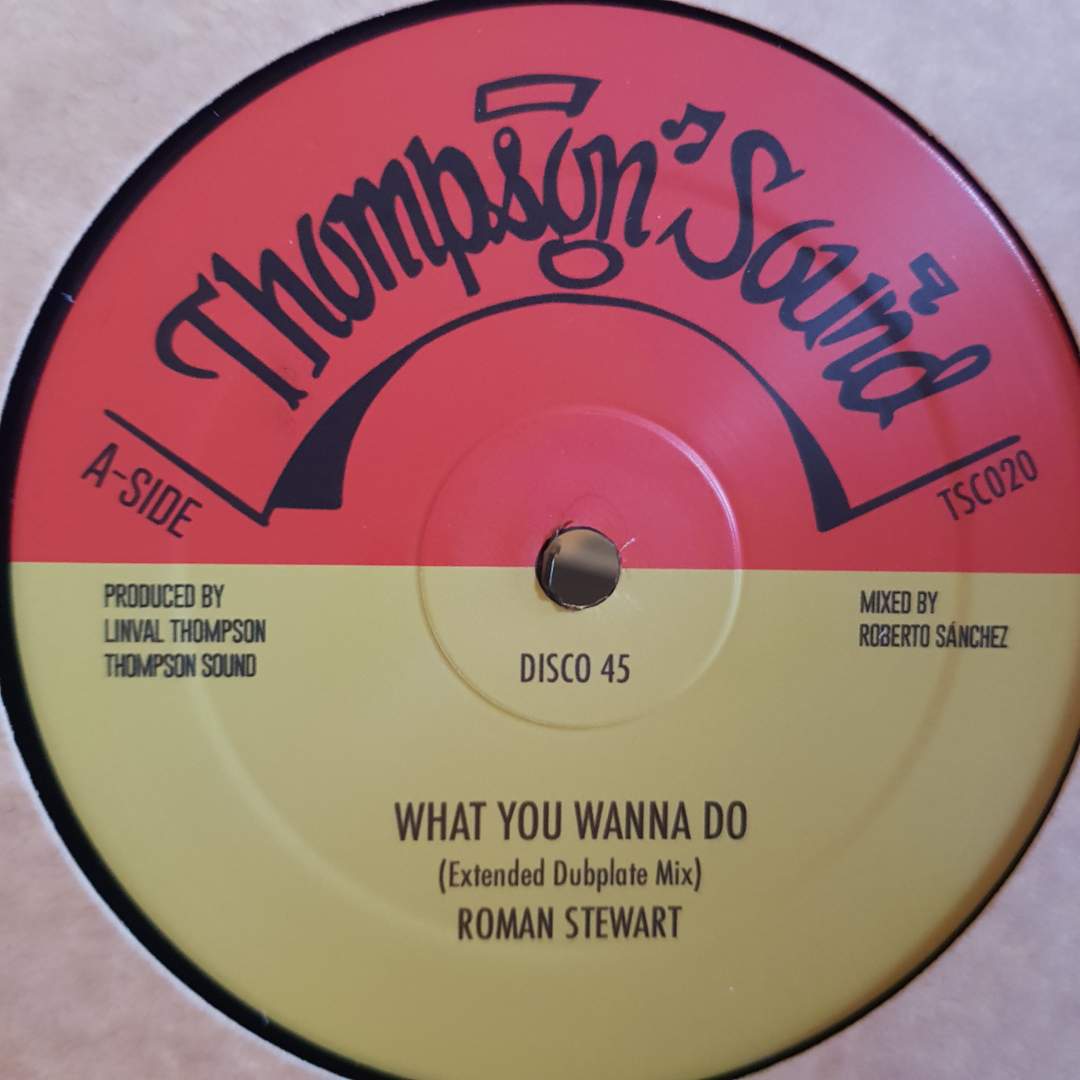 Thompson Sound
A-SIDE
TSC020
PRODUCED BY
LINVAL THOMPSON
THOMPSON SOUND
MIXED BY
ROBERTO SÁNCHEZ
DISCO 45
WHAT YOU WANNA DO
(Extended Dubplate Mix)
ROMAN STEWART